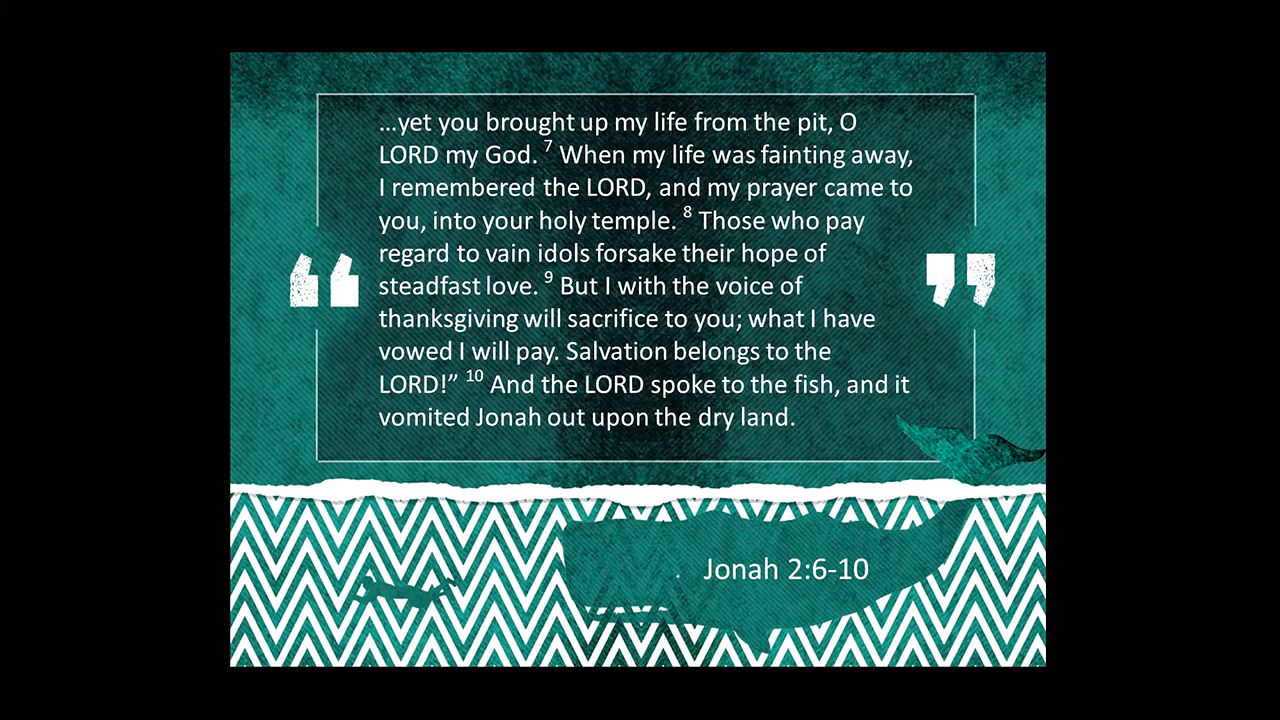 …yet you brought up my life from the pit, O
LORD my God. 7 When my life was fainting away,
I remembered the LORD, and my prayer came to
you, into your holy temple. 8 Those who pay
regard to vain idols forsake their hope of
steadfast love. 9 But I with the voice of
thanksgiving will sacrifice to you; what I have
vowed I will pay. Salvation belongs to the
LORD!” 10 And the LORD spoke to the fish, and it
vomited Jonah out upon the dry land.
Jonah 2:6-10